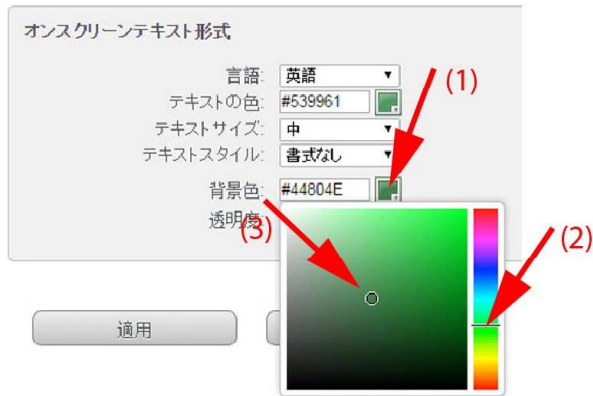 オンスクリーンテキスト形式
言語: 英語
テキストの色: #539961
(1)
テキストサイズ: 中
テキストスタイル: 書式なし
背景色: #44804E
透明度:
(3)
(2)
適用